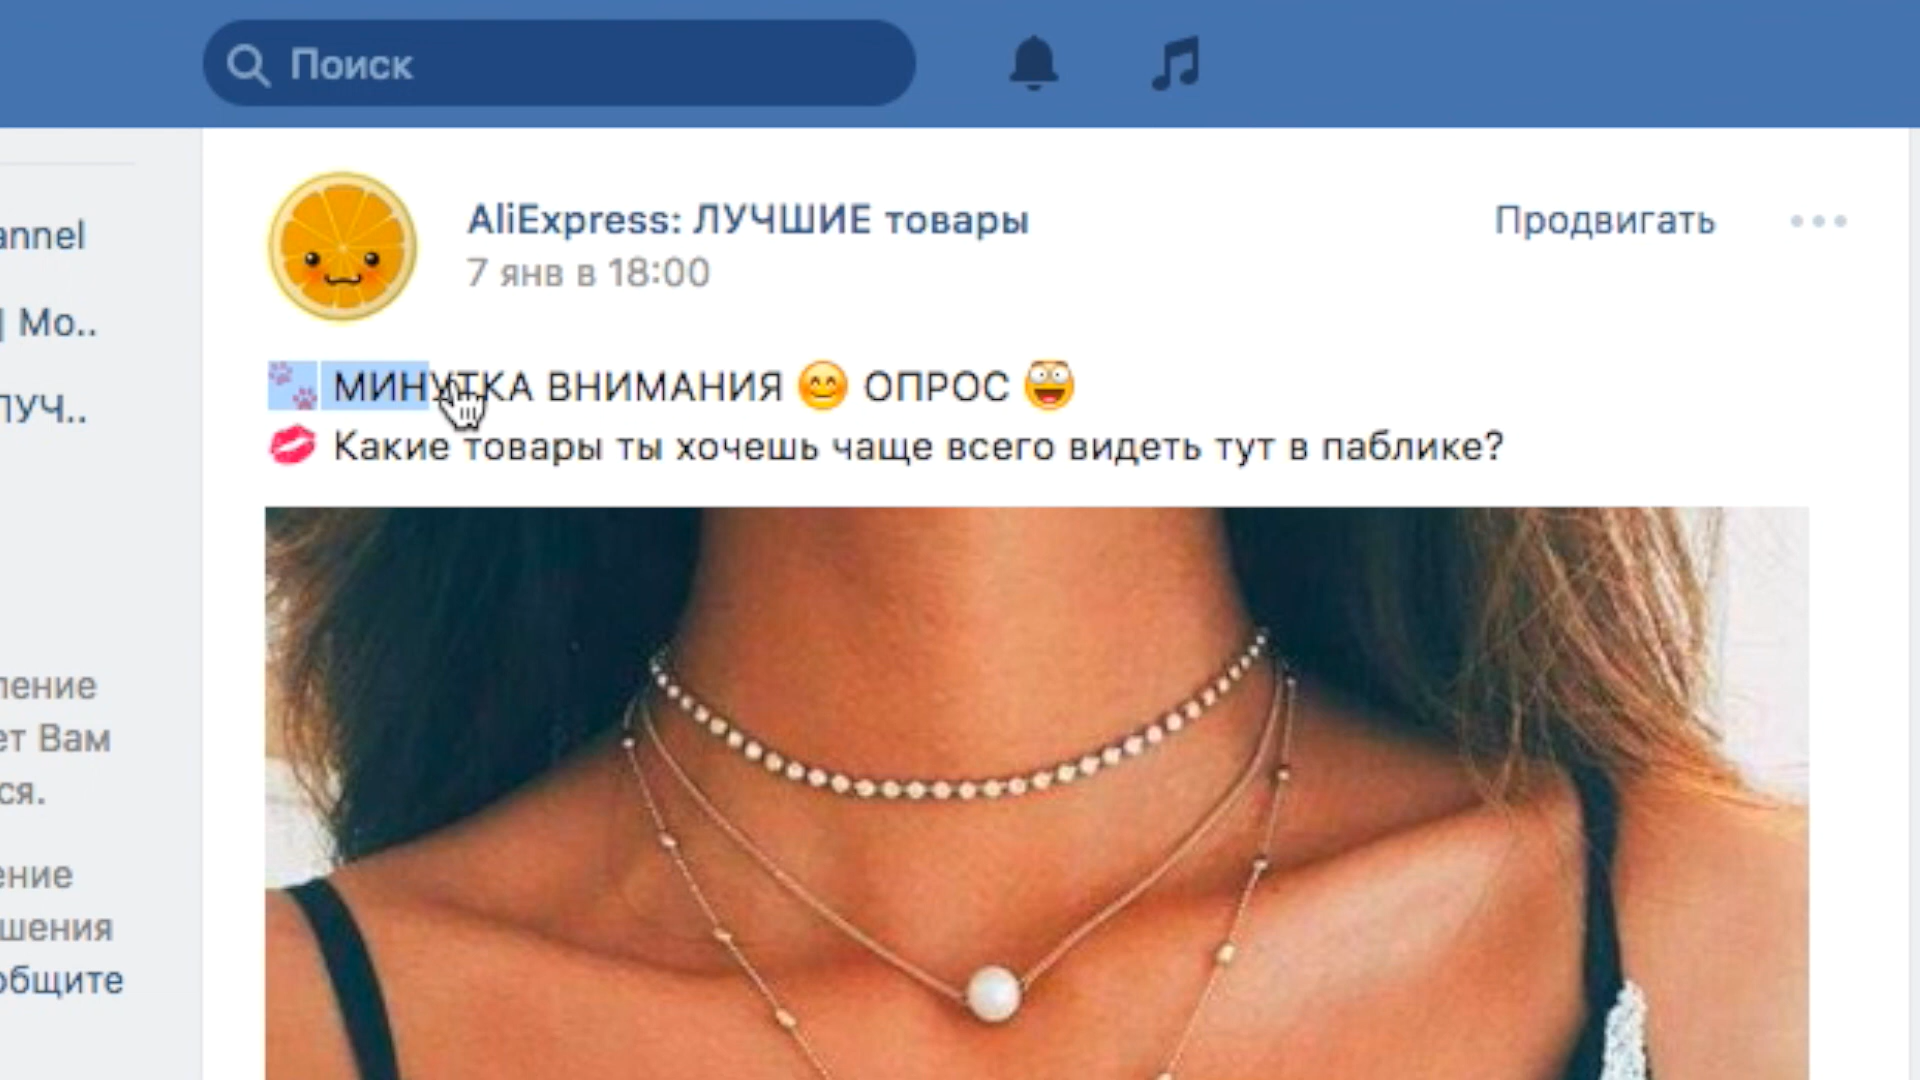 Поиск
AliExpress: ЛУЧШИЕ товары
7 янв в 18:00
Продвигать
🐾 МИНУТКА ВНИМАНИЯ 😊 ОПРОС 🤪
💋 Какие товары ты хочешь чаще всего видеть тут в паблике?
annel
| Мо..
ЛУЧ..
ление
ет Вам
ся.
ение
шения
общите